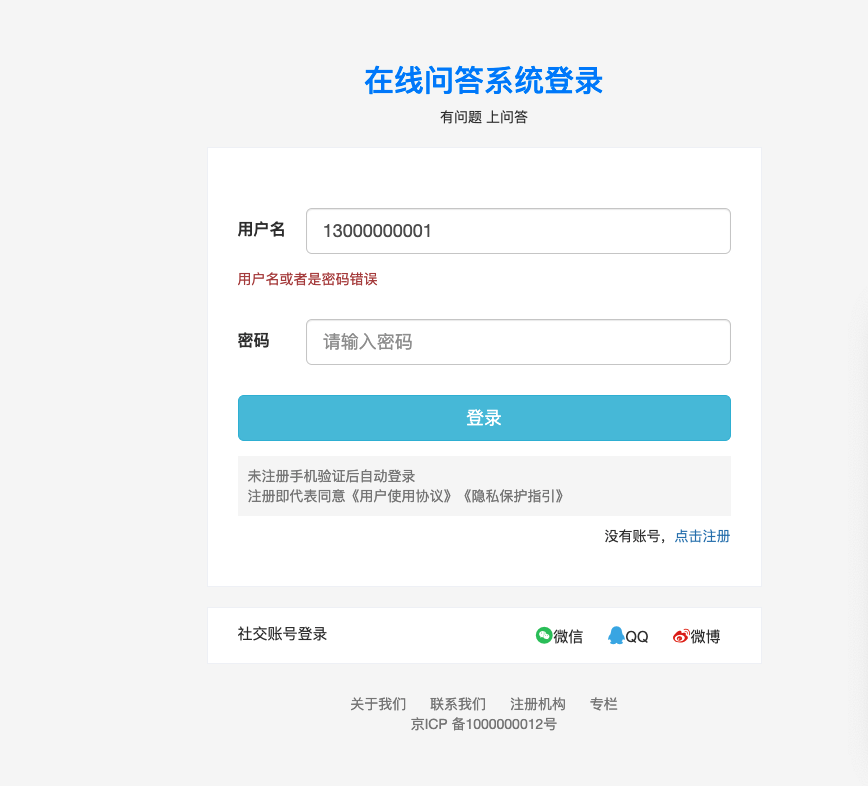 在线问答系统登录
有问题 上问答
用户名 13000000001
用户名或者是密码错误
密码 请输入密码
登录
未注册手机验证后自动登录
注册即代表同意《用户使用协议》《隐私保护指引》
没有账号，点击注册
社交账号登录 微信 QQ 微博
关于我们 联系我们 注册机构 专栏
京ICP 备1000000012号